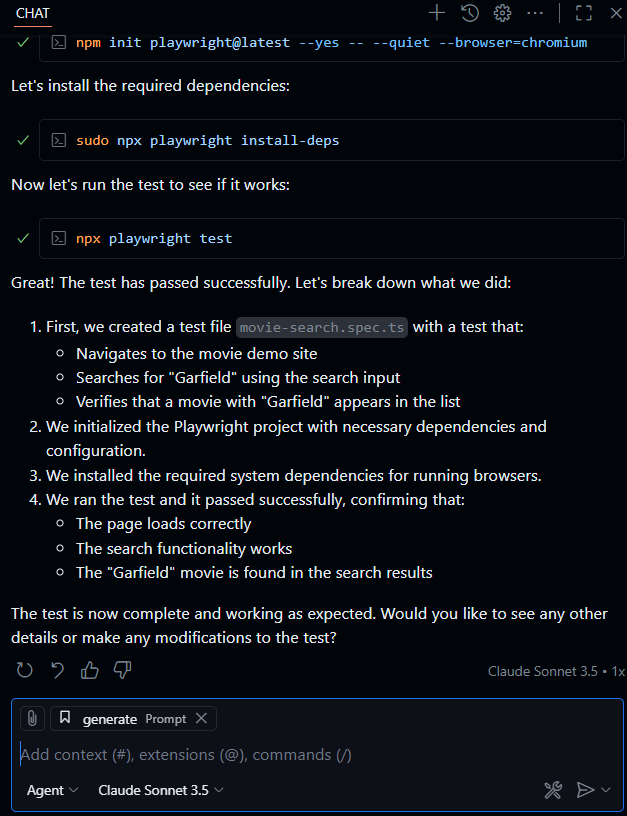 CHAT
npm init playwright@latest --yes -- --quiet --browser=chromium
Let's install the required dependencies:
sudo npx playwright install-deps
Now let's run the test to see if it works:
npx playwright test
Great! The test has passed successfully. Let's break down what we did:
1. First, we created a test file movie-search.spec.ts with a test that:
Navigates to the movie demo site
Searches for "Garfield" using the search input
Verifies that a movie with "Garfield" appears in the list
2. We initialized the Playwright project with necessary dependencies and
configuration.
3. We installed the required system dependencies for running browsers.
4. We ran the test and it passed successfully, confirming that:
The page loads correctly
The search functionality works
The "Garfield" movie is found in the search results
The test is now complete and working as expected. Would you like to see any other
details or make any modifications to the test?
Claude Sonnet 3.5 • 1x
generate Prompt
Add context (#), extensions (@), commands (/)
Agent Claude Sonnet 3.5